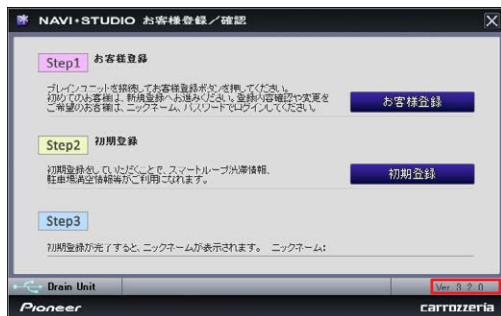 NAVI・STUDIO お客様登録／確認
Step1 お客様登録
ブレインユニットを接続してお客様登録ボタンを押してください。
初めてのお客様は、新規登録へお進みください。登録内容確認や変更を
ご希望のお客様は、ニックネーム、パスワードでログインしてください。
お客様登録
Step2 初期登録
初期登録をしていただくことで、スマートループ渋滞情報、
駐車場満空情報等がご利用になれます。
初期登録
Step3
初期登録が完了すると、ニックネームが表示されます。 ニックネーム:
Brain Unit
Ver. 3. 2. 0
Pioneer
carrozzeria